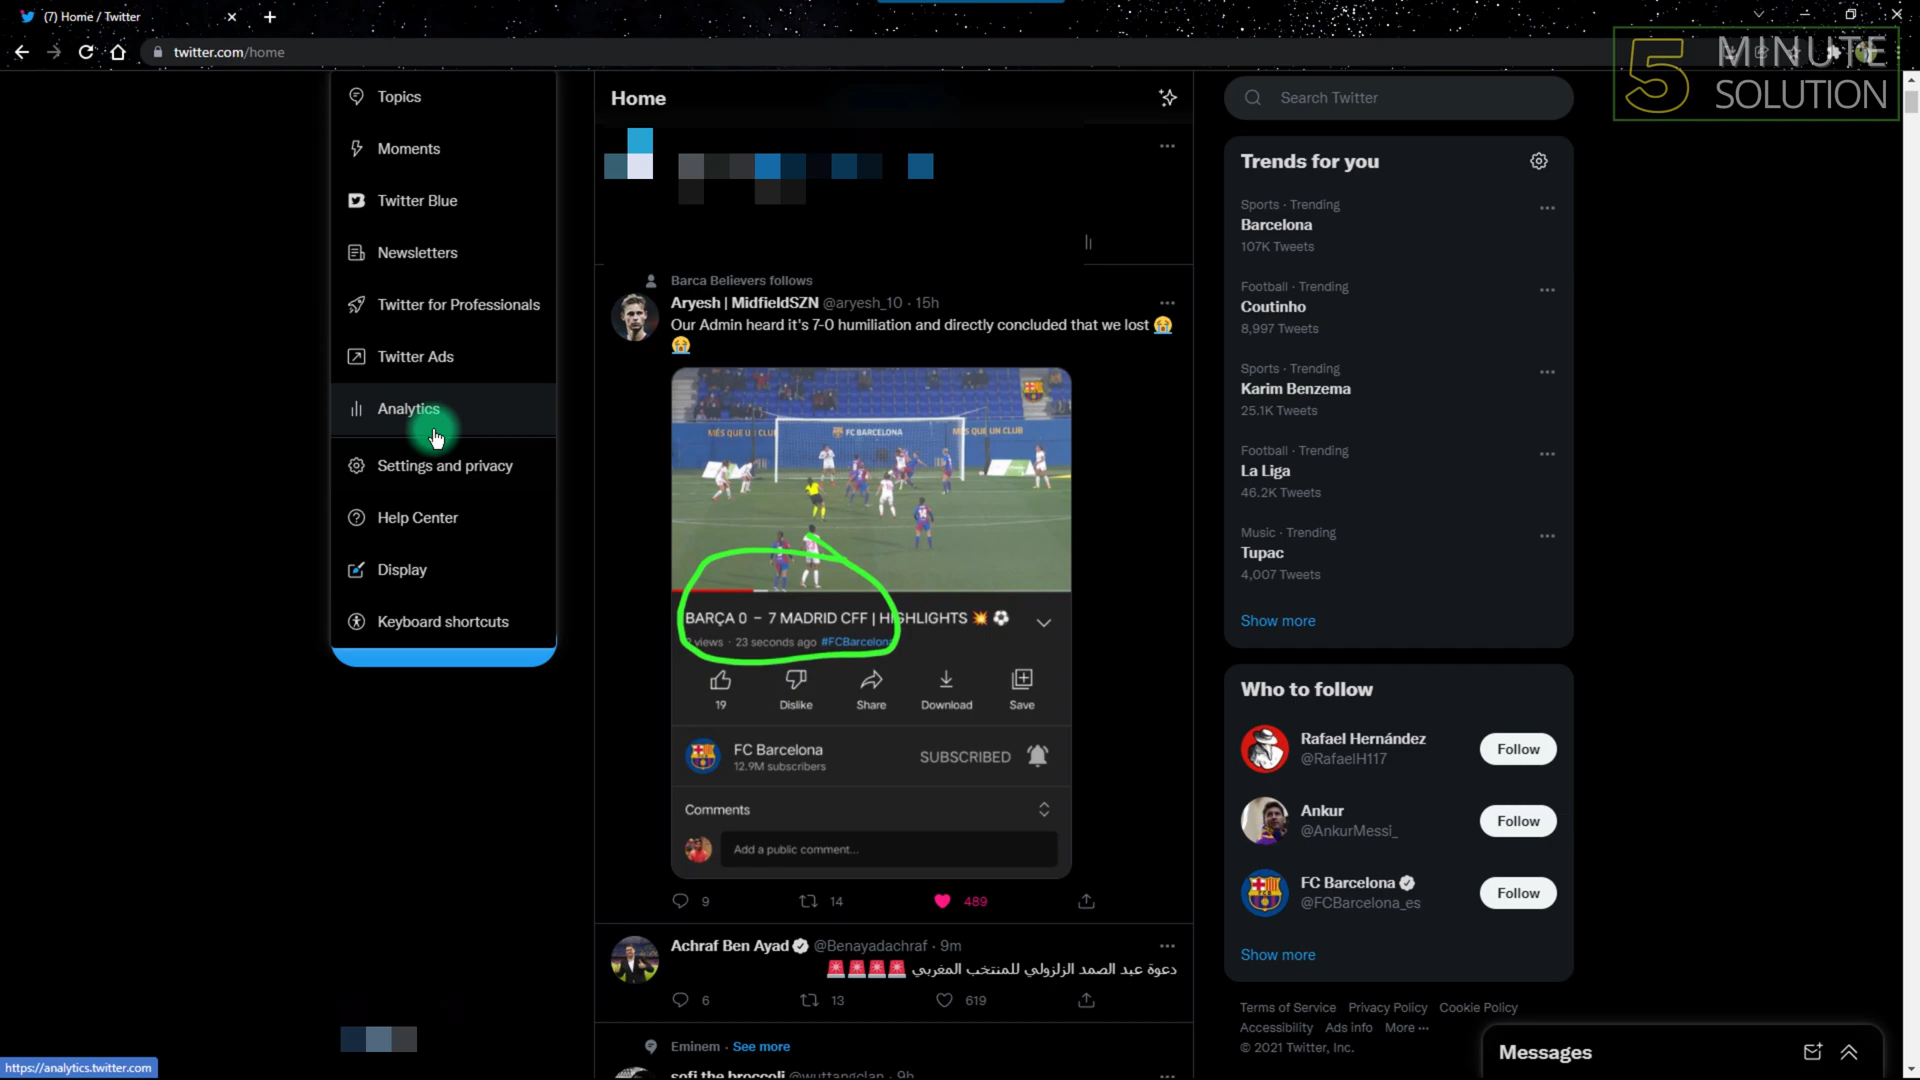 (7) Home / Twitter
twitter.com/home
5 MINUTE
SOLUTION
Topics
Moments
Twitter Blue
Newsletters
Twitter for Professionals
Twitter Ads
Analytics
Settings and privacy
Help Center
Display
Keyboard shortcuts
https://analytics.twitter.com
Home
Barca Believers follows
Aryesh | MidfieldSZN @aryesh_10 · 15h
Our Admin heard it's 7-0 humiliation and directly concluded that we lost 😭
😭
MÉS QUE U CLU FC BARCELONA S QUE UN CLUB
BARÇA 0 – 7 MADRID CFF | HIGHLIGHTS 💥 ⚽
views · 23 seconds ago #FCBarcelona
19 Dislike Share Download Save
FC Barcelona
12.9M subscribers
SUBSCRIBED
Comments
Add a public comment...
9 14 489
Achraf Ben Ayad @Benayadachraf · 9m
دعوة عبد الصمد الزلزولي للمنتخب المغربي 🚨🚨🚨🚨
6 13 619
Eminem · See more
sofi the broccoli @wuttangclan · 9h
Search Twitter
Trends for you
Sports · Trending
Barcelona
107K Tweets
Football · Trending
Coutinho
8,997 Tweets
Sports · Trending
Karim Benzema
25.1K Tweets
Football · Trending
La Liga
46.2K Tweets
Music · Trending
Tupac
4,007 Tweets
Show more
Who to follow
Rafael Hernández
@RafaelH117
Follow
Ankur
@AnkurMessi_
Follow
FC Barcelona
@FCBarcelona_es
Follow
Show more
Terms of Service Privacy Policy Cookie Policy
Accessibility Ads info More ···
© 2021 Twitter, Inc.
Messages